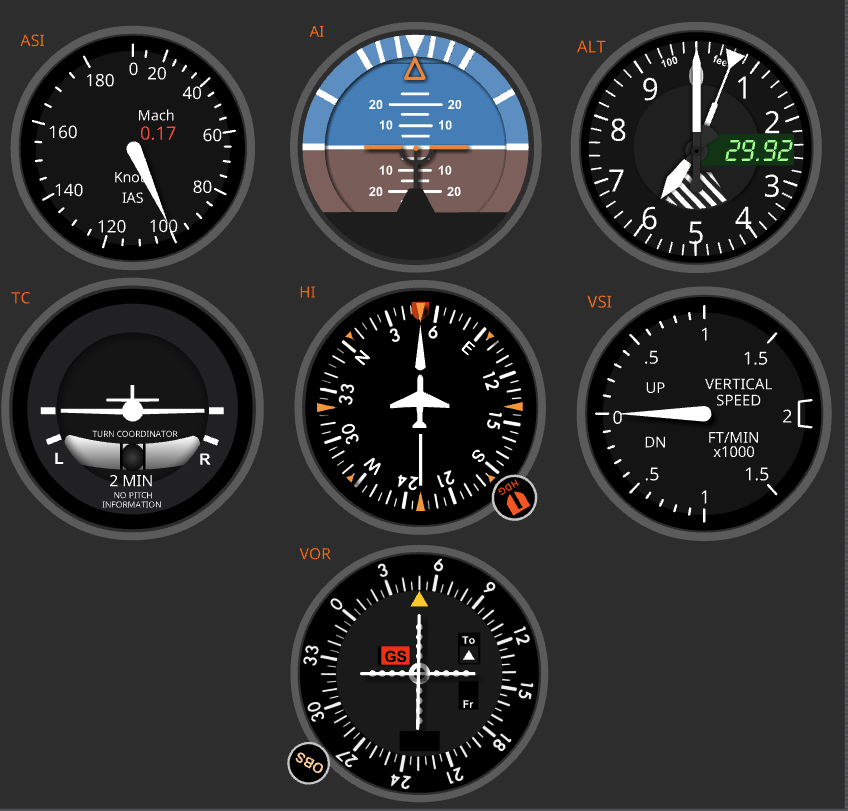 ASI
0
20
40
60
80
100
120
140
160
180
Mach
0.17
Kno
IAS
AI
20 20
10 10
10 10
20 20
ALT
100 fee
1
2
3
4
5
6
7
8
9
29.92
TC
TURN COORDINATOR
L R
2 MIN
NO PITCH
INFORMATION
HI
N
3
6
E
12
15
S
21
24
W
30
33
HDG
VSI
1
.5 1.5
UP
VERTICAL
SPEED
0 2
DN
FT/MIN
x1000
.5 1.5
1
VOR
0
3
6
9
12
15
18
21
24
27
30
33
To
GS
Fr
OBS